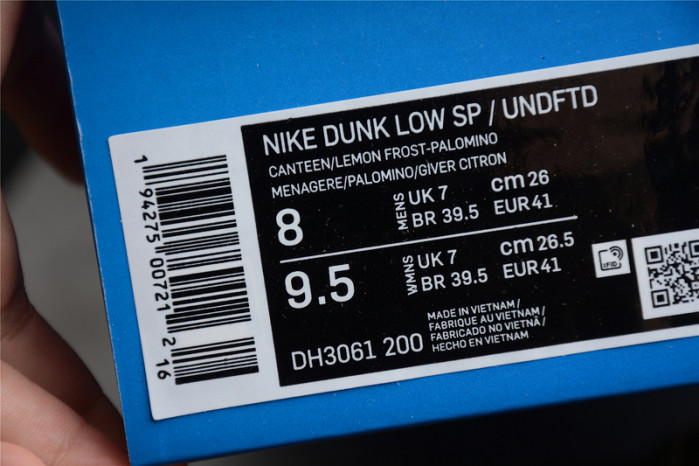 NIKE DUNK LOW SP / UNDFTD
CANTEEN/LEMON FROST-PALOMINO
MENAGERE/PALOMINO/GIVER CITRON
8
MENS
UK 7
cm 26
BR 39.5
EUR 41
9.5
WMNS
UK 7
cm 26.5
BR 39.5
EUR 41
DH3061 200
MADE IN VIETNAM/
FABRIQUE AU VIETNAM/
FABRICADO NO VIETNÃ/
HECHO EN VIETNAM
RFID
1 94275 00721 2 16